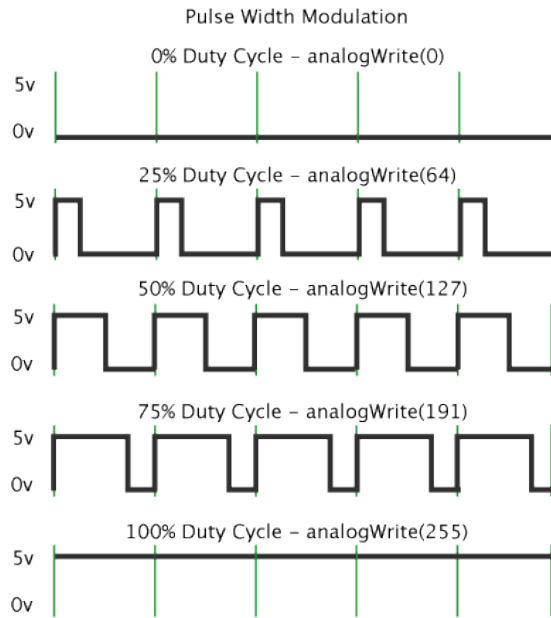 Pulse Width Modulation
0% Duty Cycle – analogWrite(0)
5v
0v
25% Duty Cycle – analogWrite(64)
5v
0v
50% Duty Cycle – analogWrite(127)
5v
0v
75% Duty Cycle – analogWrite(191)
5v
0v
100% Duty Cycle – analogWrite(255)
5v
0v